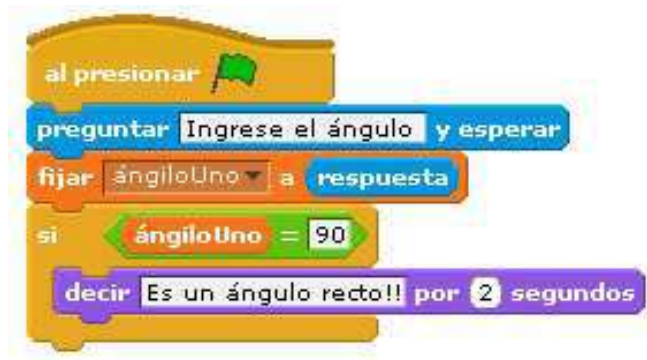 al presionar
preguntar Ingrese el ángulo y esperar
fijar ángiloUno a respuesta
si ángiloUno = 90
decir Es un ángulo recto!! por 2 segundos